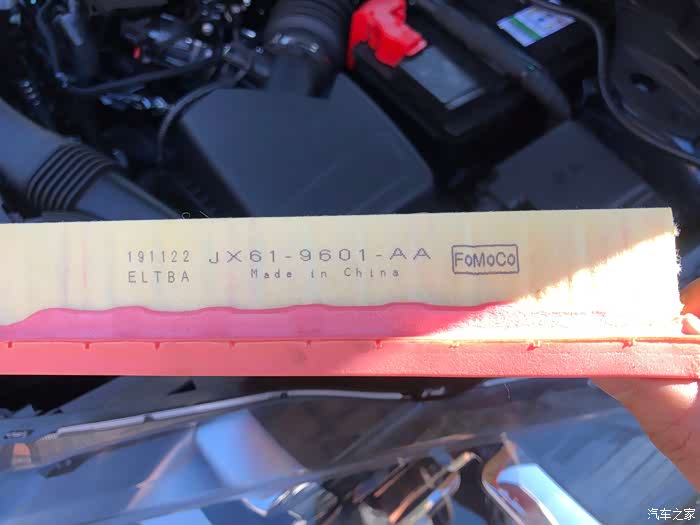 191122 JX61-9601-AA FoMoCo
ELTBA Made in China
汽车之家